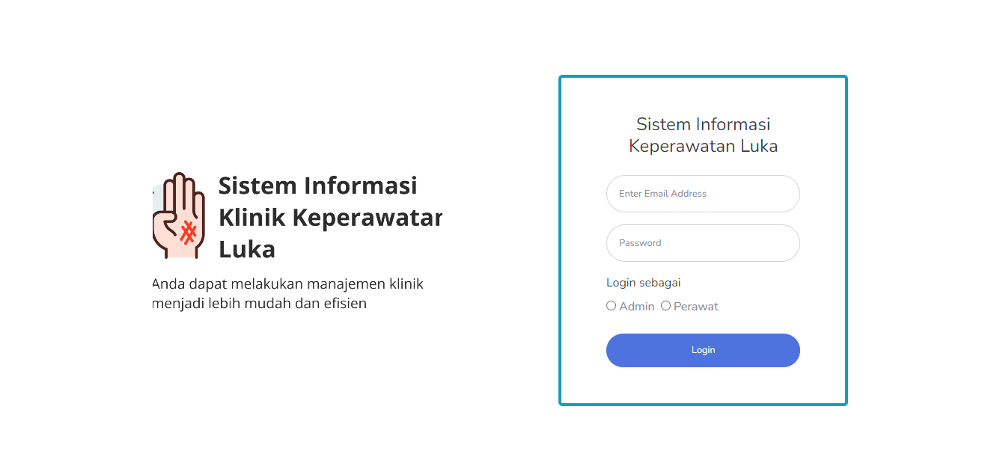 Sistem Informasi
Klinik Keperawatan
Luka
Anda dapat melakukan manajemen klinik
menjadi lebih mudah dan efisien
Sistem Informasi
Keperawatan Luka
Enter Email Address
Password
Login sebagai
Admin Perawat
Login